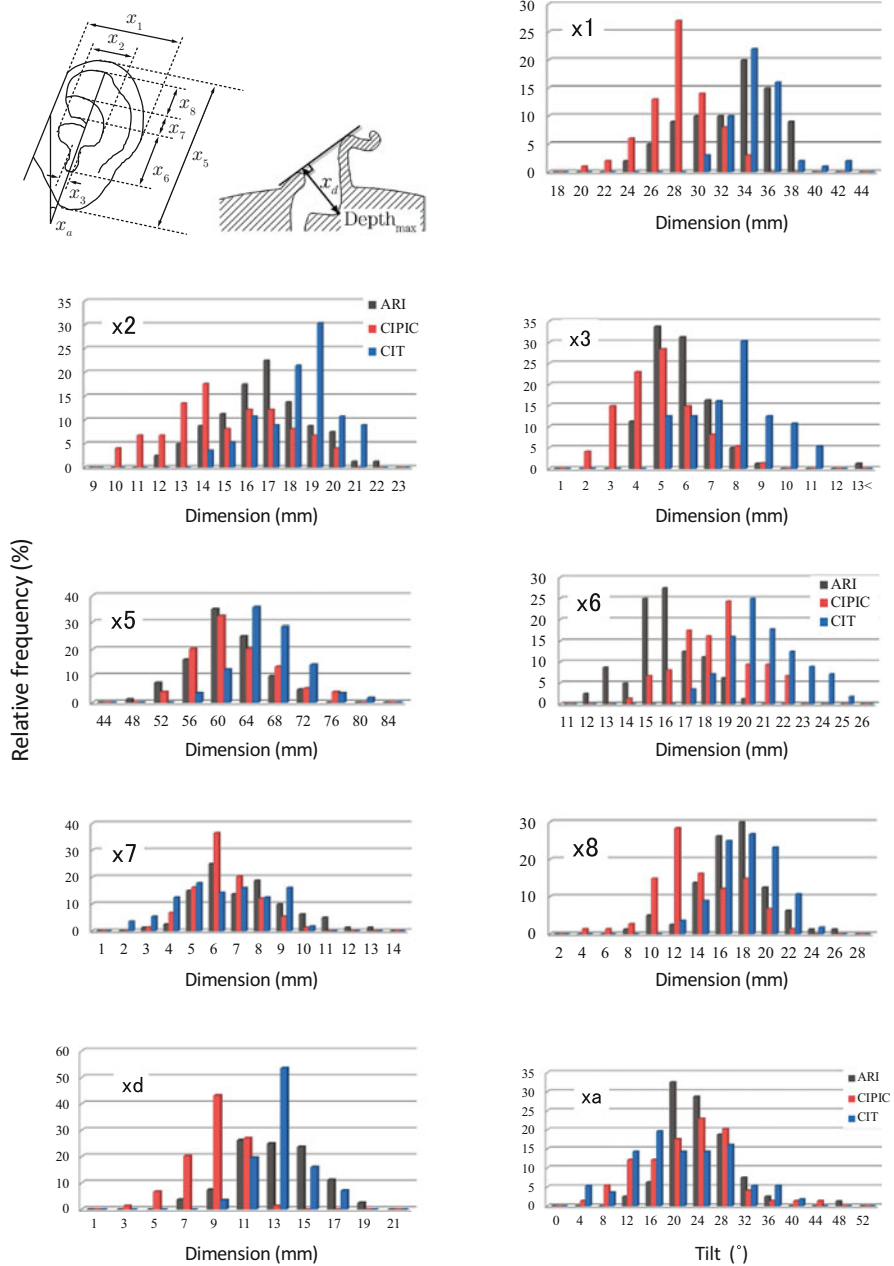 x₁
x₂
x₈
x₇
x₅
x₆
x₃
xₐ
x_d
Depth_max
x1
30
25
20
15
10
5
0
18 20 22 24 26 28 30 32 34 36 38 40 42 44
Dimension (mm)
x2
ARI
CIPIC
CIT
35
30
25
20
15
10
5
0
9 10 11 12 13 14 15 16 17 18 19 20 21 22 23
Dimension (mm)
x3
35
30
25
20
15
10
5
0
1 2 3 4 5 6 7 8 9 10 11 12 13<
Dimension (mm)
Relative frequency (%)
x5
40
30
20
10
0
44 48 52 56 60 64 68 72 76 80 84
Dimension (mm)
x6
ARI
CIPIC
CIT
30
25
20
15
10
5
0
11 12 13 14 15 16 17 18 19 20 21 22 23 24 25 26
Dimension (mm)
x7
40
30
20
10
0
1 2 3 4 5 6 7 8 9 10 11 12 13 14
Dimension (mm)
x8
30
20
10
0
2 4 6 8 10 12 14 16 18 20 22 24 26 28
Dimension (mm)
xd
60
50
40
30
20
10
0
1 3 5 7 9 11 13 15 17 19 21
Dimension (mm)
xa
ARI
CIPIC
CIT
35
30
25
20
15
10
5
0
0 4 8 12 16 20 24 28 32 36 40 44 48 52
Tilt (˚)